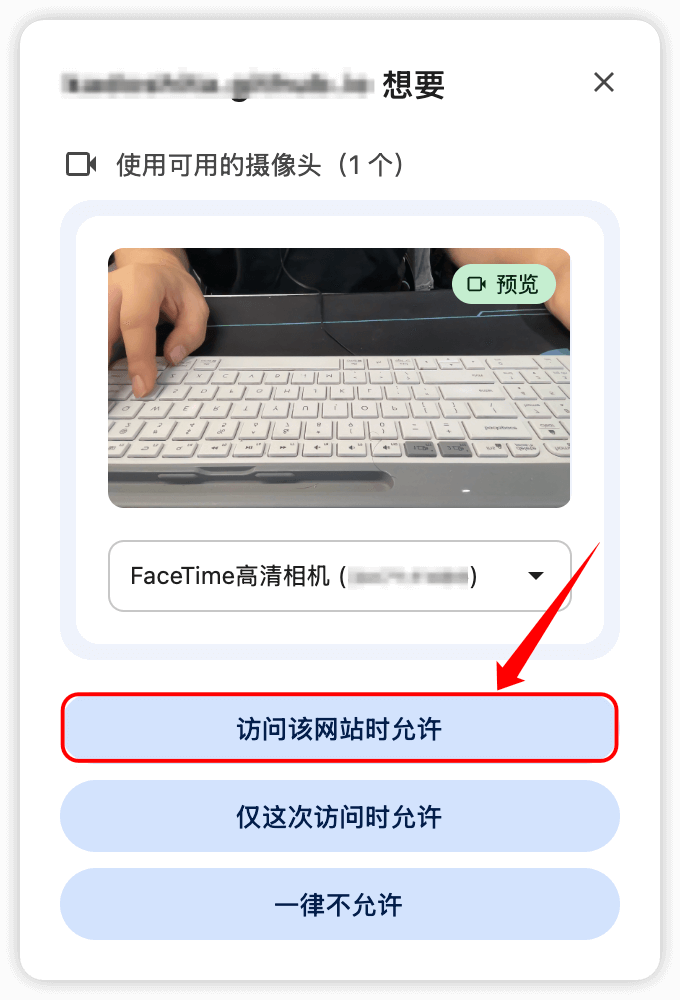 想要
使用可用的摄像头（1 个）
预览
FaceTime高清相机 (
)
访问该网站时允许
仅这次访问时允许
一律不允许